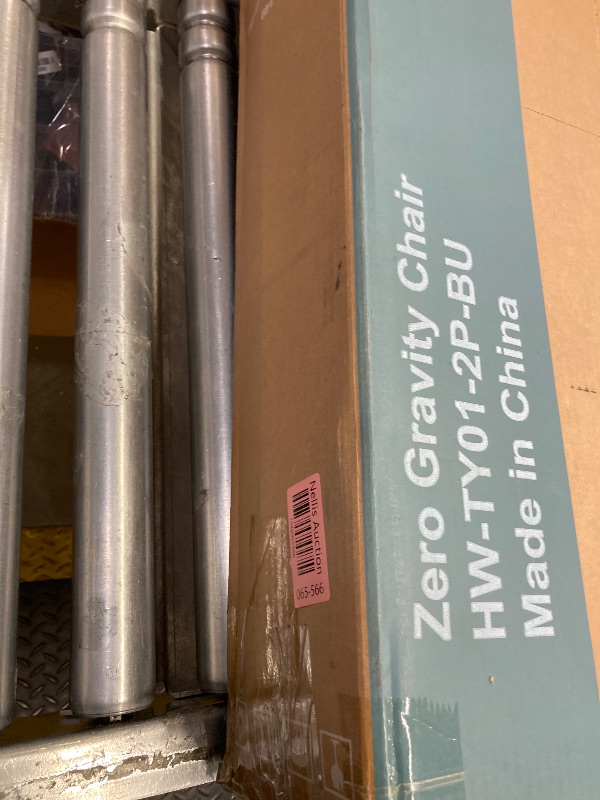 Zero Gravity Chair
HW-TY01-2P-BU
Made in China
Nellis Auction
065-566